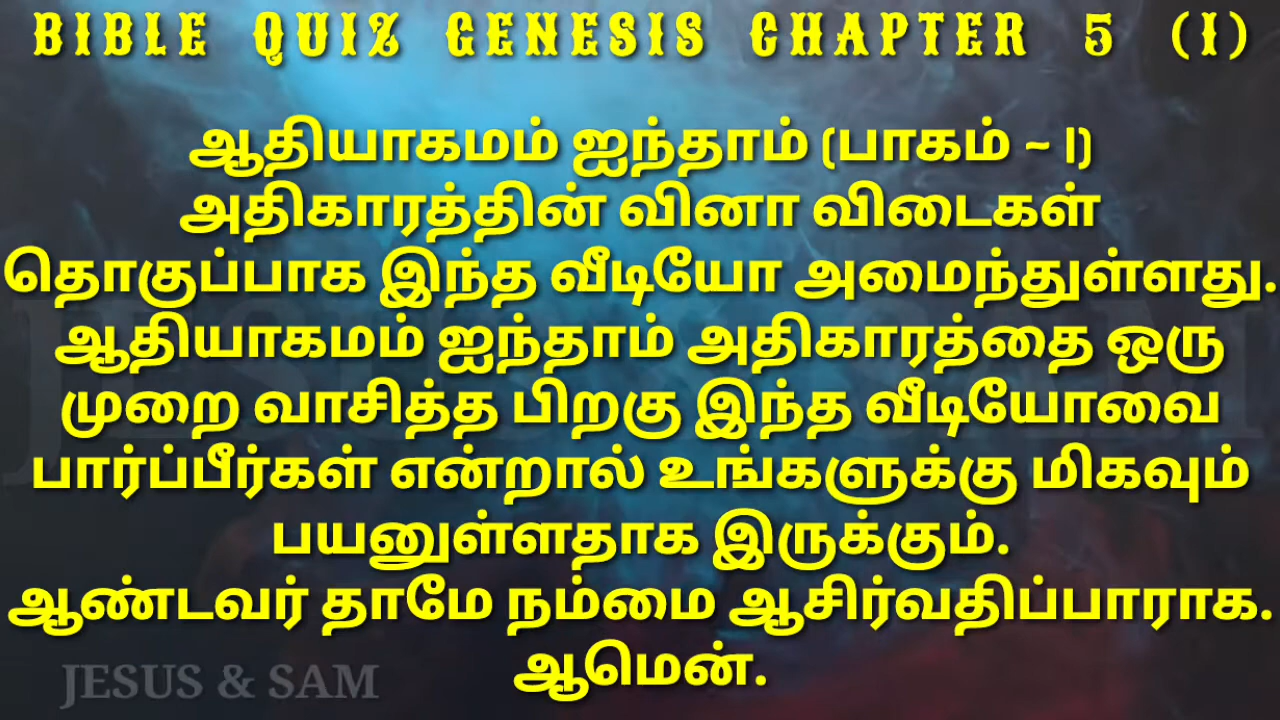 BIBLE QUIZ GENESIS CHAPTER 5 (I)
ஆதியாகமம் ஐந்தாம் (பாகம் - I)
அதிகாரத்தின் வினா விடைகள்
தொகுப்பாக இந்த வீடியோ அமைந்துள்ளது.
ஆதியாகமம் ஐந்தாம் அதிகாரத்தை ஒரு
முறை வாசித்த பிறகு இந்த வீடியோவை
பார்ப்பீர்கள் என்றால் உங்களுக்கு மிகவும்
பயனுள்ளதாக இருக்கும்.
ஆண்டவர் தாமே நம்மை ஆசிர்வதிப்பாராக.
ஆமென்.
JESUS & SAM